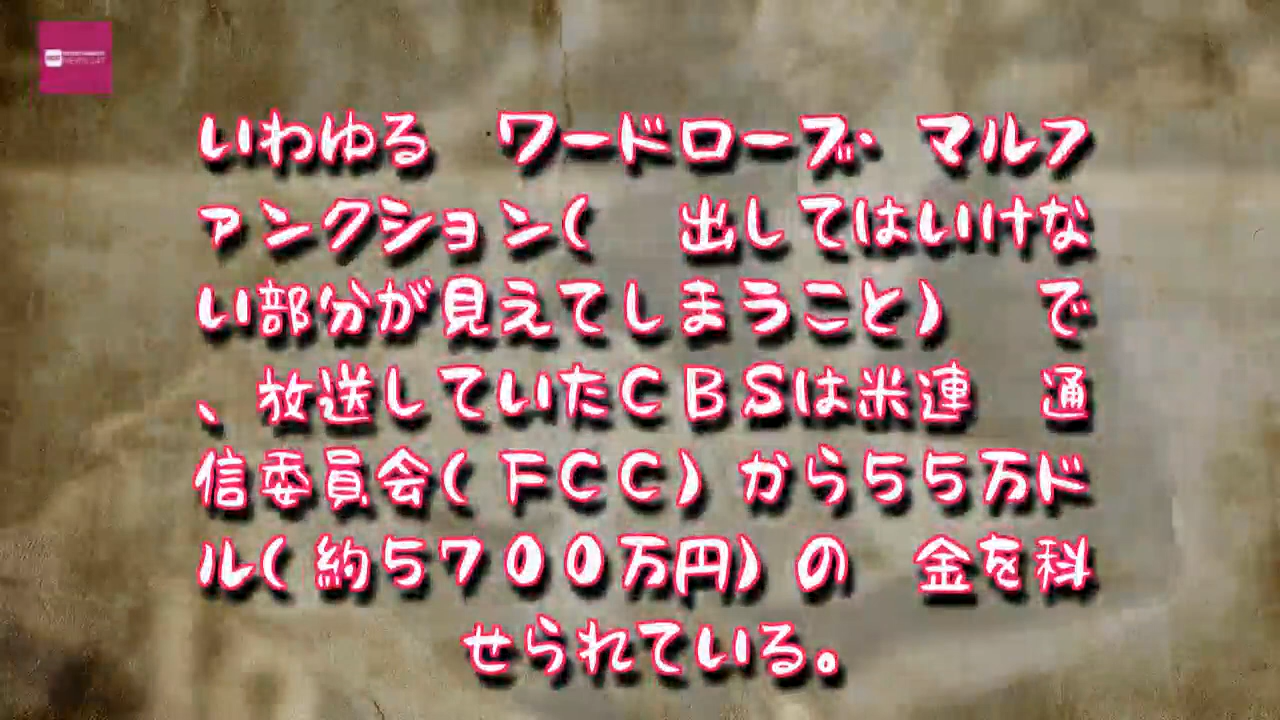 いわゆる　ワードローブ・ マルフ
ァンクション(　出してはいけな
い部分が見えてしまうこと)　で
、放送していたＣＢＳは米連　通
信委員会(ＦＣＣ)から５５万ド
ル(約５７００万円)の　金を科
せられている。